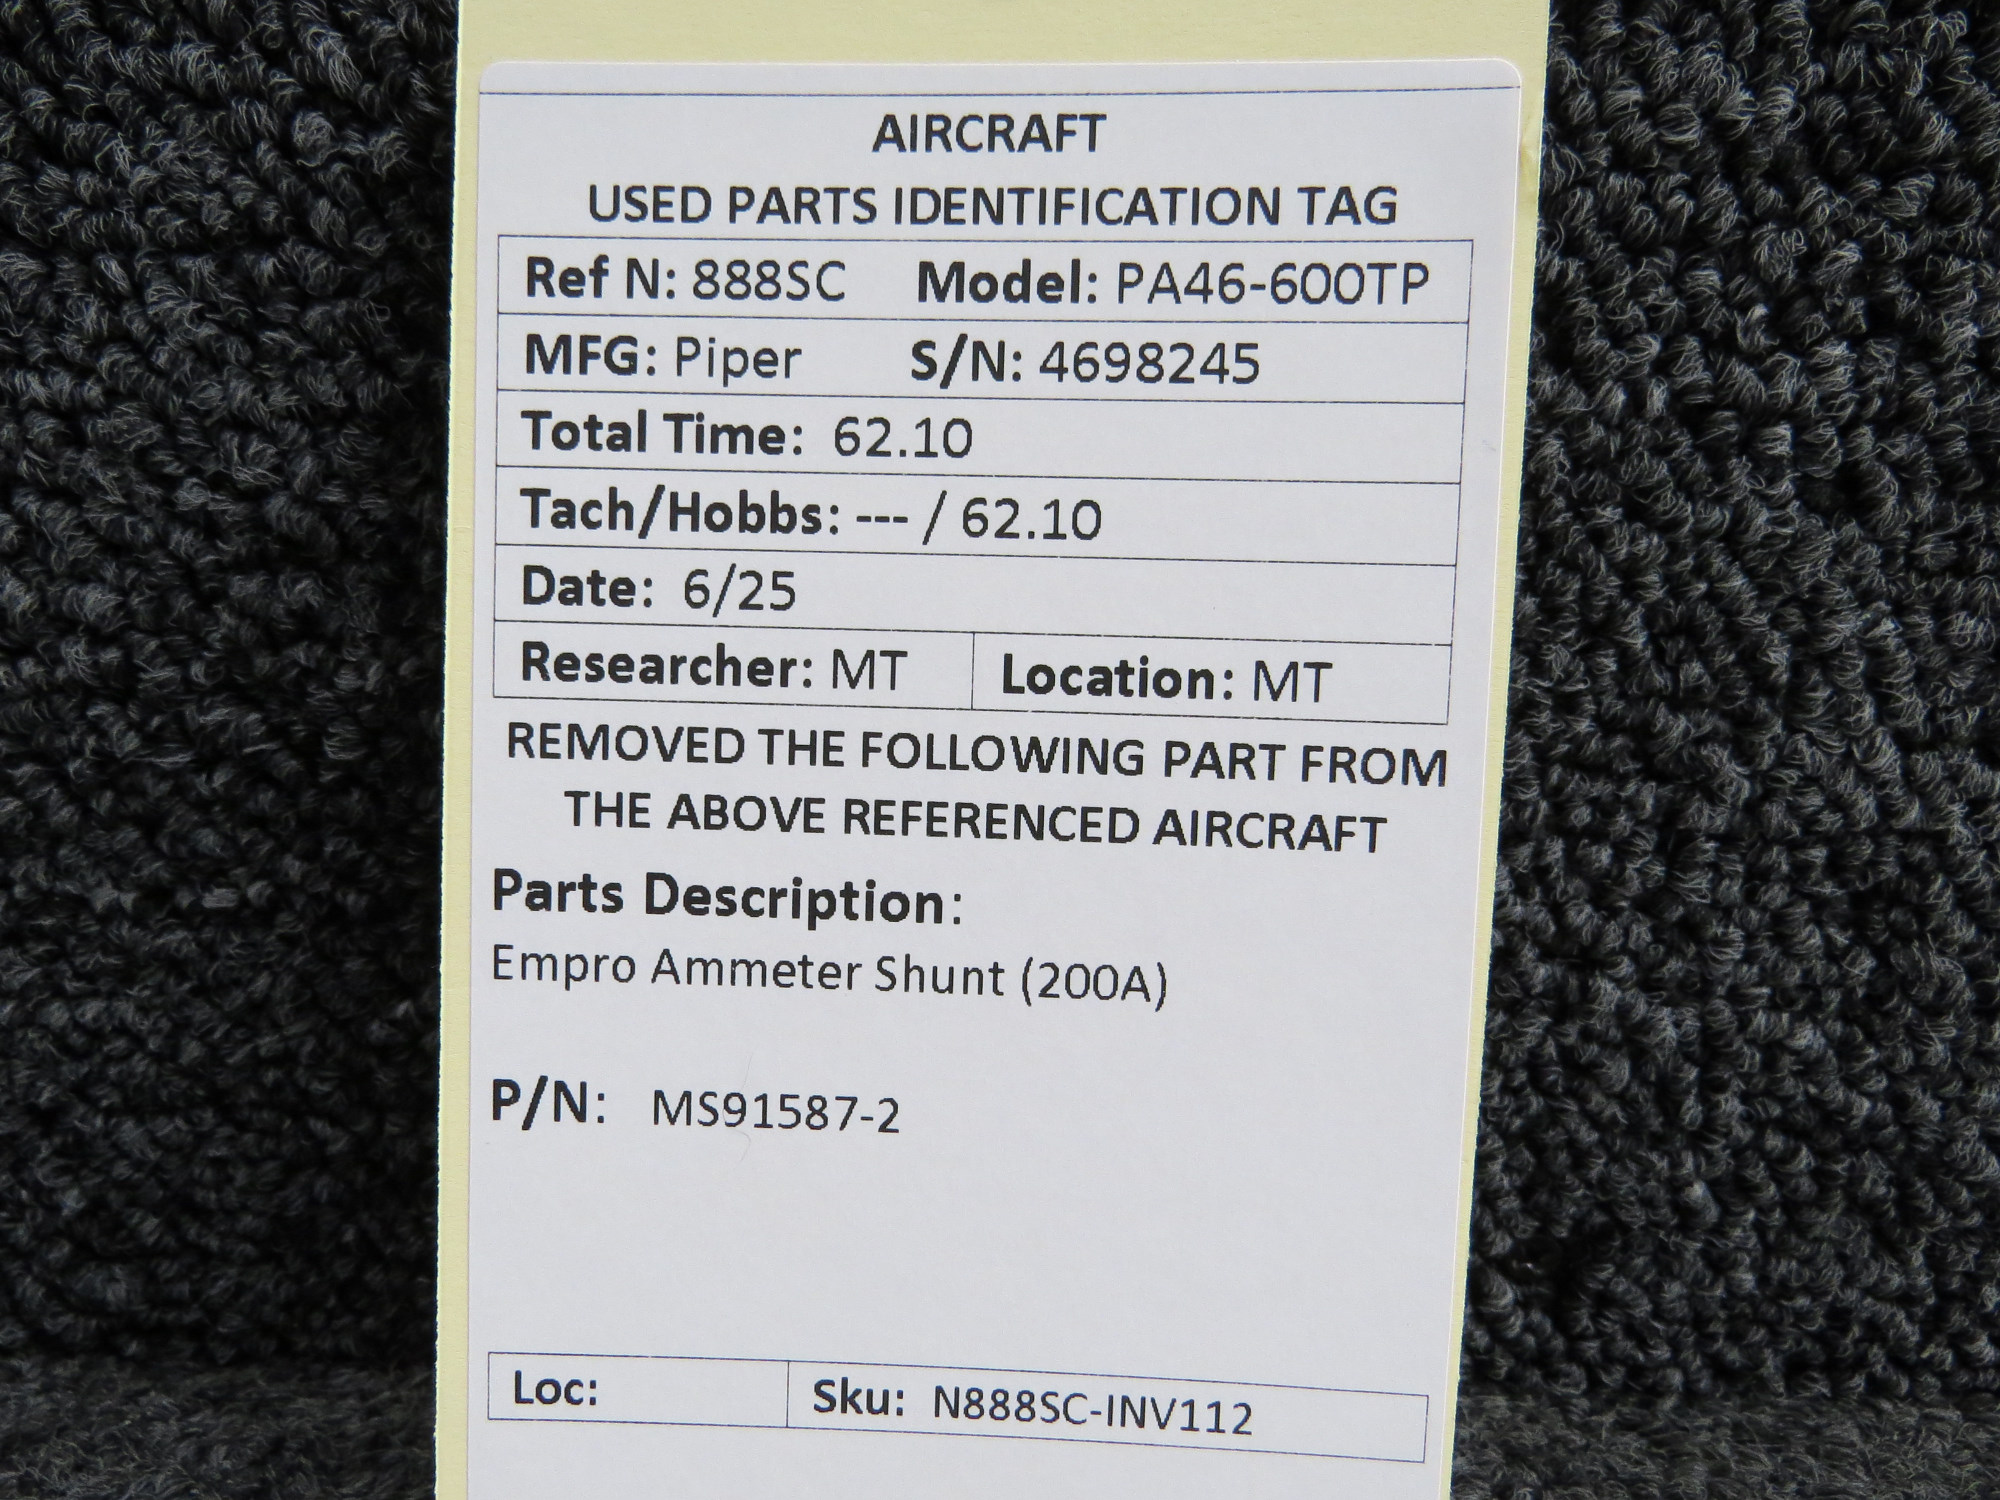 AIRCRAFT
USED PARTS IDENTIFICATION TAG
Ref N: 888SC Model: PA46-600TP
MFG: Piper S/N: 4698245
Total Time: 62.10
Tach/Hobbs: --- / 62.10
Date: 6/25
Researcher: MT Location: MT
REMOVED THE FOLLOWING PART FROM
THE ABOVE REFERENCED AIRCRAFT
Parts Description:
Empro Ammeter Shunt (200A)
P/N: MS91587-2
Loc: Sku: N888SC-INV112